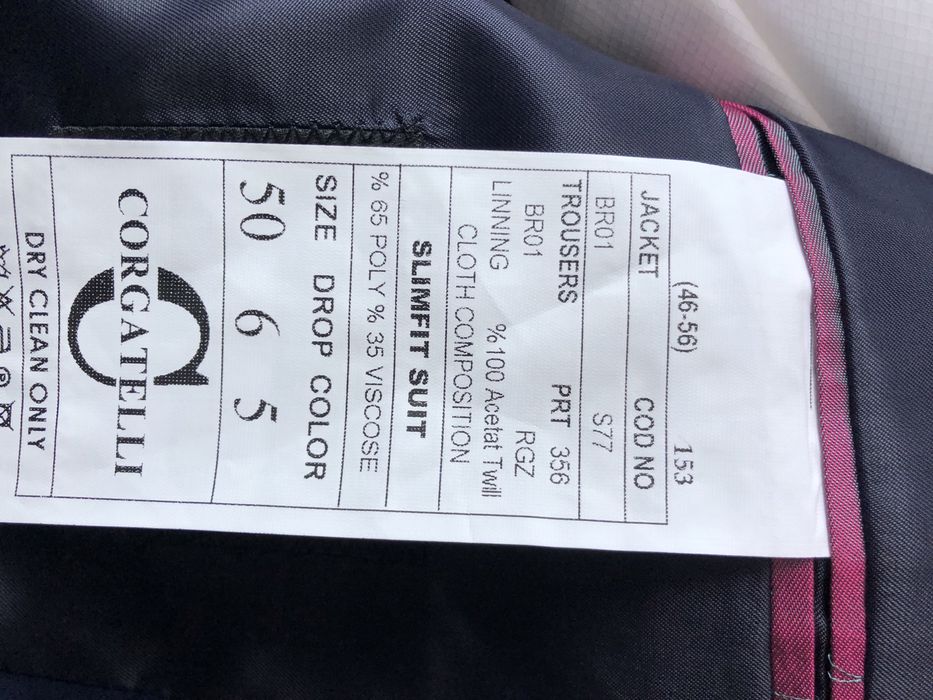 (46-56) 153
JACKET COD NO
BR01 S77
TROUSERS PRT 356
BR01 RGZ
LINNING %100 Acetat Twill
CLOTH COMPOSITION
SLIMFIT SUIT
% 65 POLY % 35 VISCOSE
SIZE DROP COLOR
50 6 5
C
CORGATELLI
DRY CLEAN ONLY